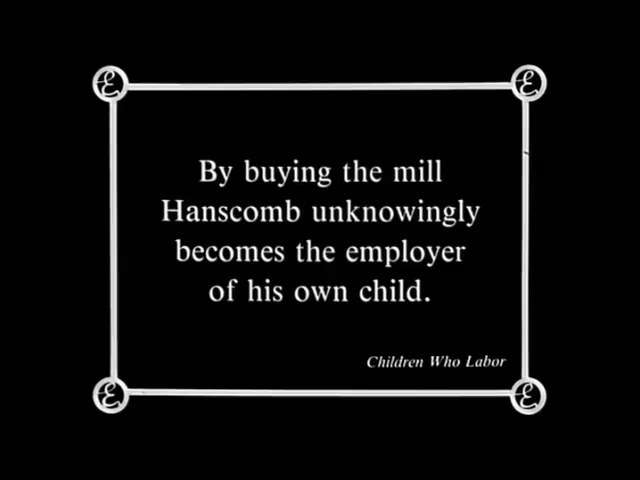 By buying the mill
Hanscomb unknowingly
becomes the employer
of his own child.
Children Who Labor